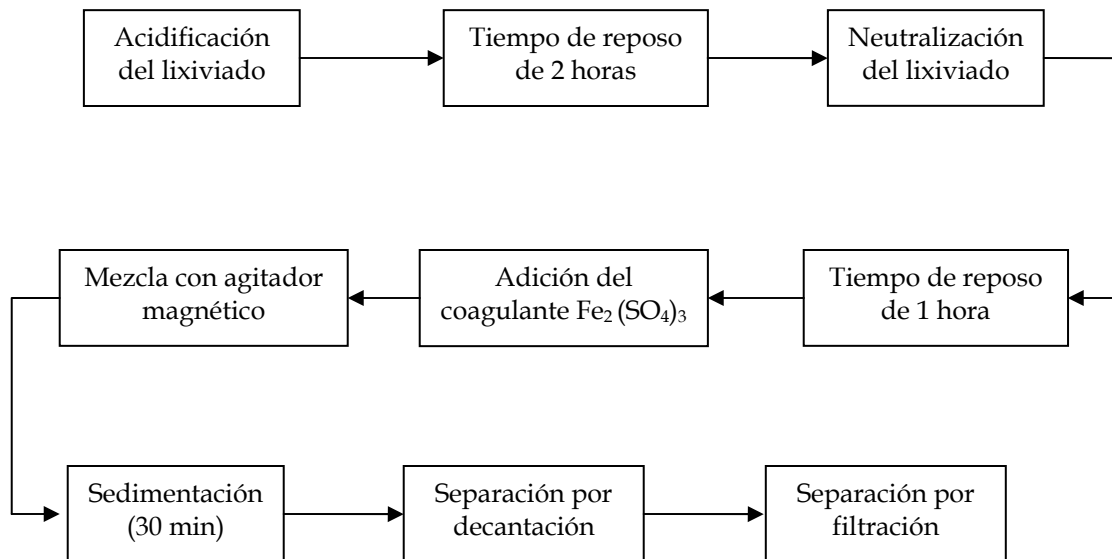 Acidificación
del lixiviado
Tiempo de reposo
de 2 horas
Neutralización
del lixiviado
Tiempo de reposo
de 1 hora
Adición del
coagulante Fe₂ (SO₄)₃
Mezcla con agitador
magnético
Sedimentación
(30 min)
Separación por
decantación
Separación por
filtración